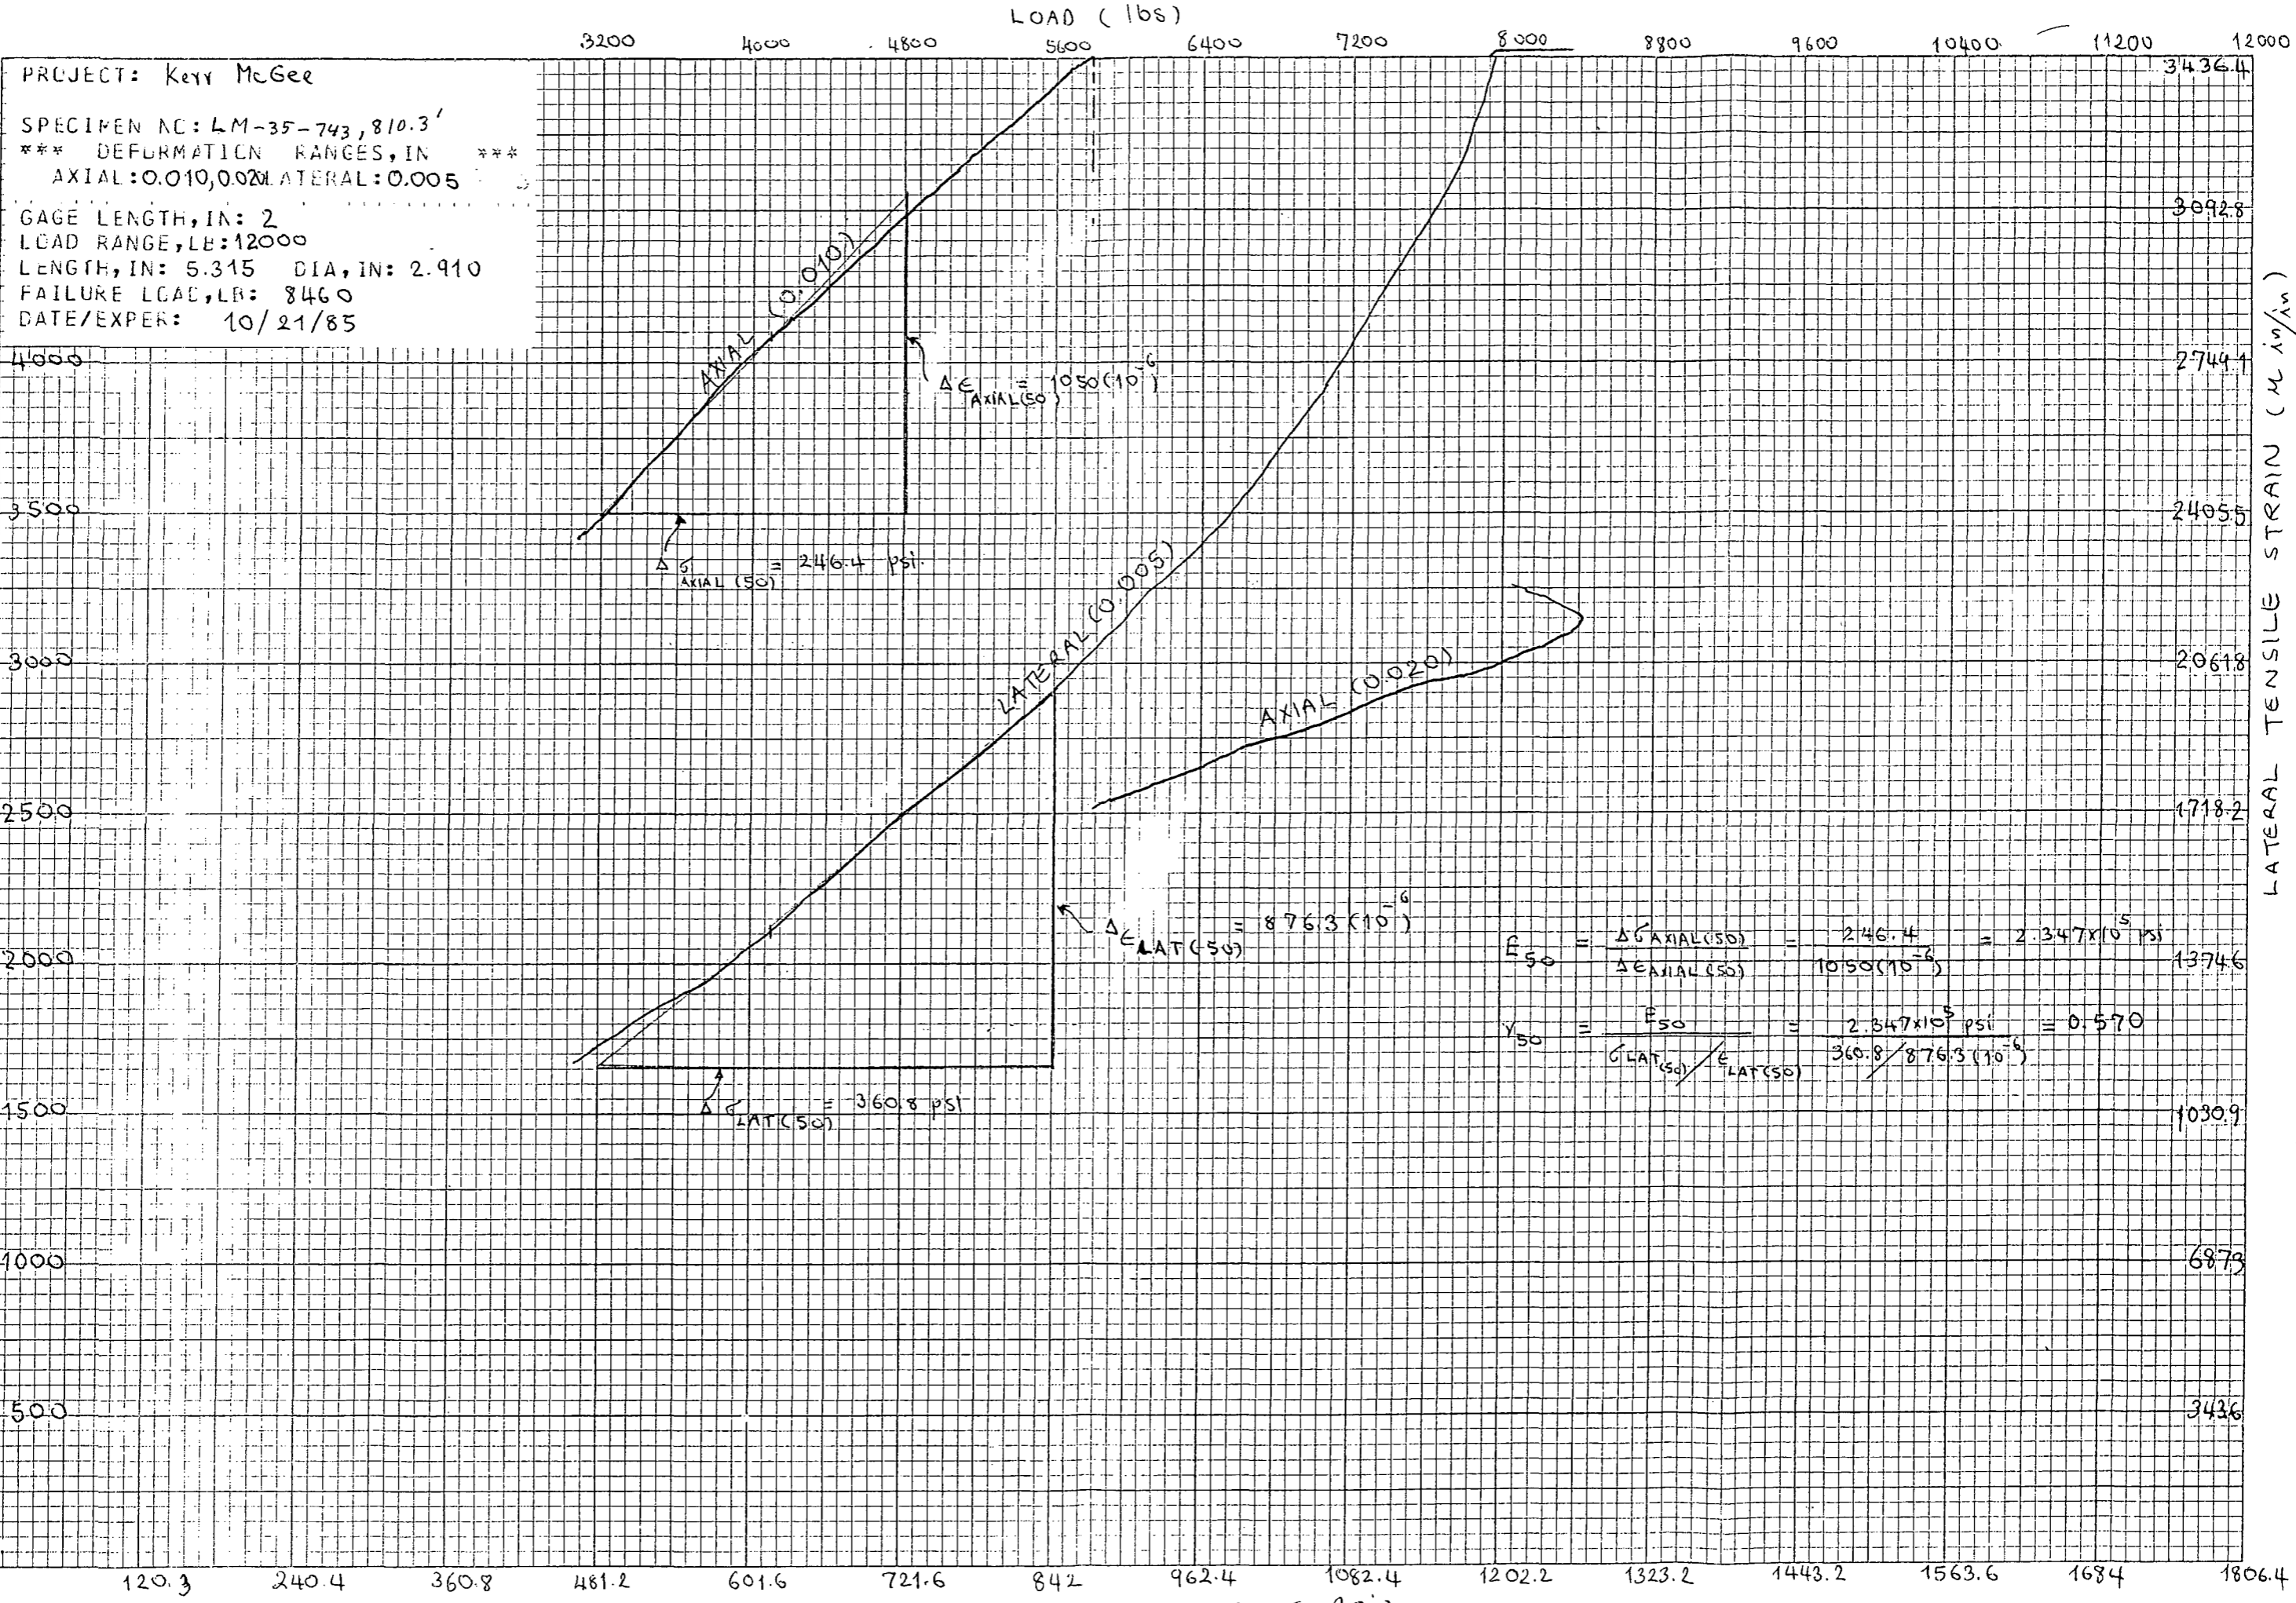 LOAD ( lbs)
3200 4000 4800 5600 6400 7200 8000 8800 9600 10400 11200 12000
PROJECT: Kerr McGee
SPECIMEN NO: LM-35-743, 810.3'
*** DEFORMATION RANGES, IN ***
AXIAL: 0.010, 0.020 LATERAL: 0.005
GAGE LENGTH, IN: 2
LOAD RANGE, LB: 12000
LENGTH, IN: 5.315 DIA, IN: 2.910
FAILURE LOAD, LB: 8460
DATE/EXPER: 10/21/85
4000
3500
3000
2500
2000
1500
1000
500
AXIAL (0.010)
Δε AXIAL(50) = 1050(10⁻⁶)
Δσ AXIAL (50) = 246.4 psi.
LATERAL (0.005)
AXIAL (0.020)
Δε LAT(50) = 876.3 (10⁻⁶)
Δσ LAT(50) = 360.8 psi
E50 = Δσ AXIAL(50) / Δε AXIAL(50) = 246.4 / 1050(10⁻⁶) = 2.347x10⁵ psi
ν50 = E50 / σ LAT(50) / ε LAT(50) = 2.347x10⁵ psi / 360.8 / 876.3(10⁻⁶) = 0.570
3436.4
3092.8
2744.1
2405.5
2061.8
1718.2
1374.6
1030.9
687.3
343.6
LATERAL TENSILE STRAIN (μ in/in)
120.3 240.4 360.8 481.2 601.6 721.6 842 962.4 1082.4 1202.2 1323.2 1443.2 1563.6 1684 1806.4